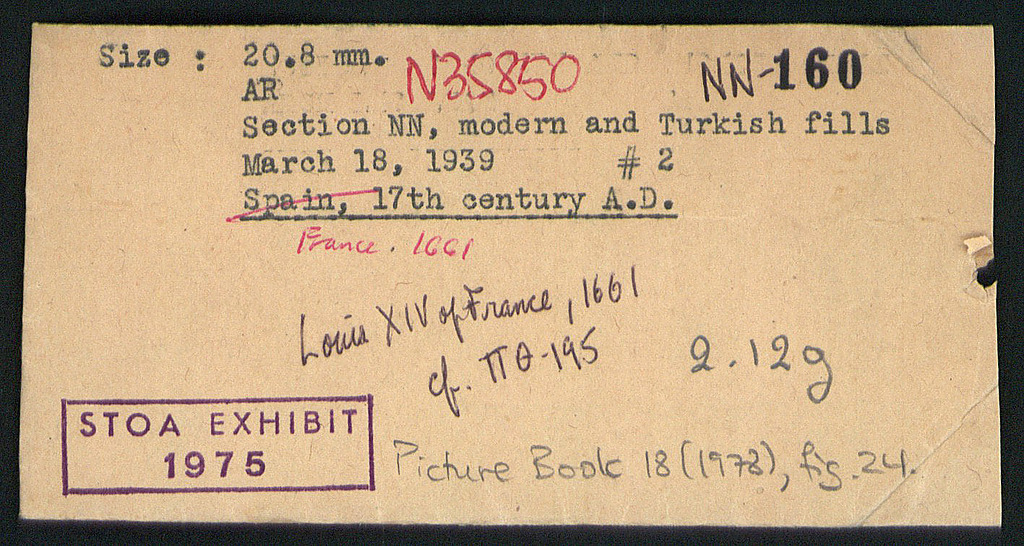 Size : 20.8 mm. N35850 NN-160
AR
Section NN, modern and Turkish fills
March 18, 1939 # 2
Spain, 17th century A.D.
France. 1661
Louis XIV of France, 1661
cf. ΠΘ-195
2.12g
STOA EXHIBIT
1975
Picture Book 18 (1978), fig. 24.